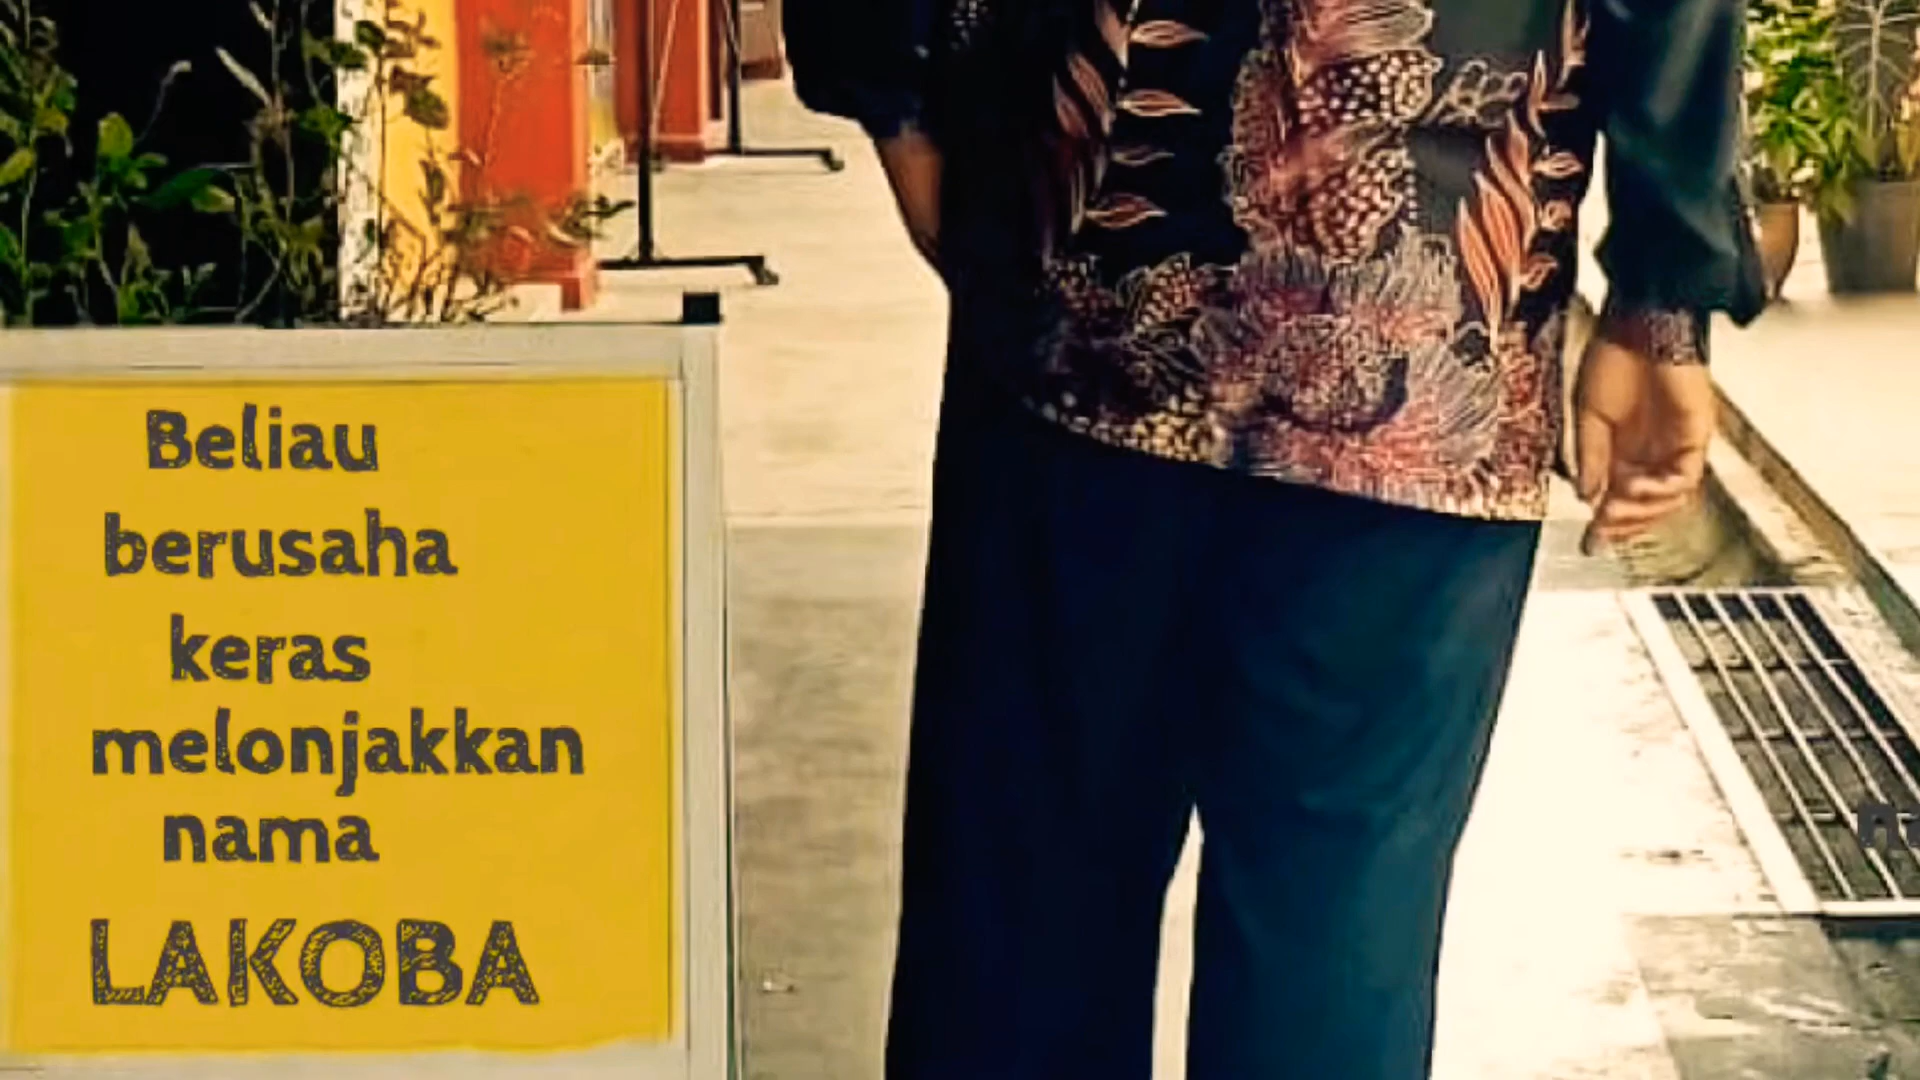 Beliau
berusaha
keras
melonjakkan
nama
LAKOBA